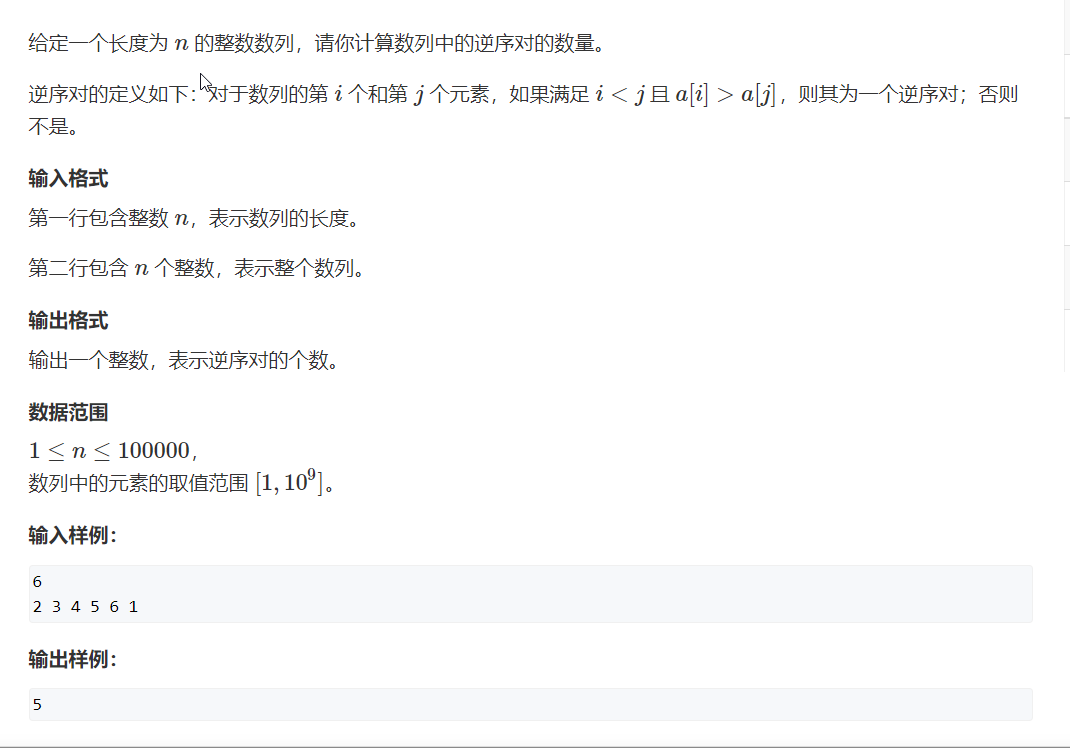 给定一个长度为 n 的整数数列，请你计算数列中的逆序对的数量。
逆序对的定义如下：对于数列的第 i 个和第 j 个元素，如果满足 i < j 且 a[i] > a[j]，则其为一个逆序对；否则
不是。
输入格式
第一行包含整数 n，表示数列的长度。
第二行包含 n 个整数，表示整个数列。
输出格式
输出一个整数，表示逆序对的个数。
数据范围
1 ≤ n ≤ 100000，
数列中的元素的取值范围 [1, 10⁹]。
输入样例：
6
2 3 4 5 6 1
输出样例：
5